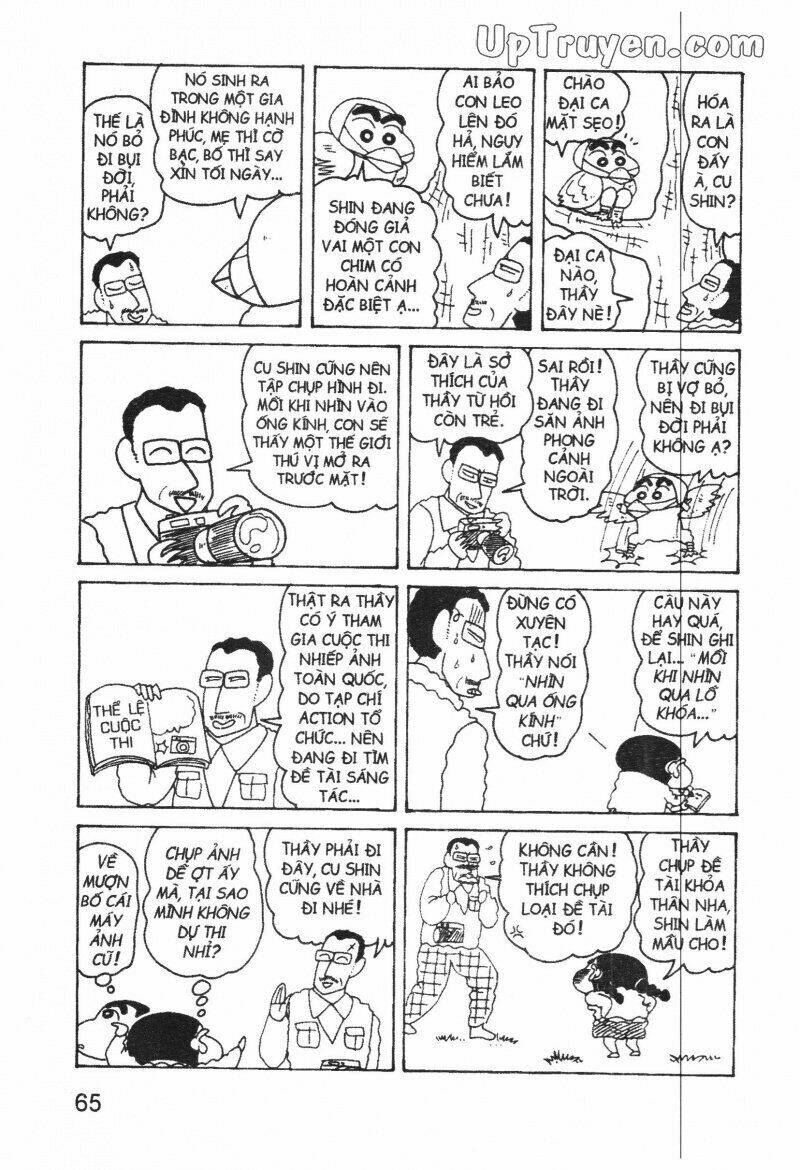 UpTruyen.com
HÓA
RA LÀ
CON
ĐẤY
À, CU
SHIN?
CHÀO
ĐẠI CA
MẶT SẸO!
ĐẠI CA
NÀO,
THẦY
ĐÂY NÈ!
AI BẢO
CON LEO
LÊN ĐÓ
HẢ, NGUY
HIỂM LẮM
BIẾT
CHƯA!
SHIN ĐANG
ĐÓNG GIẢ
VAI MỘT CON
CHIM CÓ
HOÀN CẢNH
ĐẶC BIỆT Ạ...
NÓ SINH RA
TRONG MỘT GIA
ĐÌNH KHÔNG HẠNH
PHÚC, MẸ THÌ CỜ
BẠC, BỐ THÌ SAY
XỈN TỐI NGÀY...
THẾ LÀ
NÓ BỎ
ĐI BỤI
ĐỜI,
PHẢI
KHÔNG?
THẦY CŨNG
BỊ VỢ BỎ,
NÊN ĐI BỤI
ĐỜI PHẢI
KHÔNG Ạ?
SAI RỒI!
THẦY
ĐANG ĐI
SĂN ẢNH
PHONG
CẢNH
NGOÀI
TRỜI.
ĐÂY LÀ SỞ
THÍCH CỦA
THẦY TỪ HỒI
CÒN TRẺ.
CU SHIN CŨNG NÊN
TẬP CHỤP HÌNH ĐI.
MỖI KHI NHÌN VÀO
ỐNG KÍNH, CON SẼ
THẤY MỘT THẾ GIỚI
THÚ VỊ MỞ RA
TRƯỚC MẶT!
CÂU NÀY
HAY QUÁ,
ĐỂ SHIN GHI
LẠI... "MỖI
KHI NHÌN
QUA LỖ
KHÓA..."
ĐỪNG CÓ
XUYÊN
TẠC!
THẦY NÓI
"NHÌN
QUA ỐNG
KÍNH"
CHỨ!
THẬT RA THẦY
CÓ Ý THAM
GIA CUỘC THI
NHIẾP ẢNH
TOÀN QUỐC,
DO TẠP CHÍ
ACTION TỔ
CHỨC... NÊN
ĐANG ĐI TÌM
ĐỀ TÀI SÁNG
TÁC...
THỂ LỆ
CUỘC
THI
THẦY
CHỤP ĐỀ
TÀI KHỎA
THÂN NHA,
SHIN LÀM
MẪU CHO!
KHÔNG CẦN!
THẦY KHÔNG
THÍCH CHỤP
LOẠI ĐỀ TÀI
ĐÓ!
THẦY PHẢI ĐI
ĐÂY, CU SHIN
CŨNG VỀ NHÀ
ĐI NHÉ!
CHỤP ẢNH
DỄ ỢT ẤY
MÀ, TẠI SAO
MÌNH KHÔNG
DỰ THI
NHỈ?
VỀ
MƯỢN
BỐ CÁI
MÁY
ẢNH
CŨ!
65